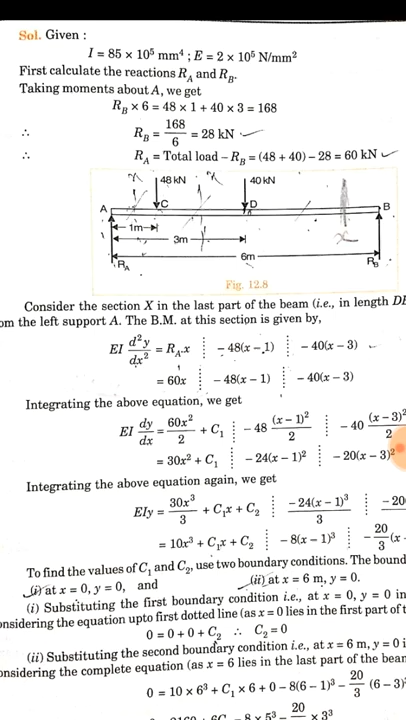 Sol. Given :
I = 85 × 10⁵ mm⁴ ; E = 2 × 10⁵ N/mm²
First calculate the reactions R_A and R_B.
Taking moments about A, we get
R_B × 6 = 48 × 1 + 40 × 3 = 168
∴ R_B = 168/6 = 28 kN
∴ R_A = Total load – R_B = (48 + 40) – 28 = 60 kN
48 kN 40 kN
A C D B
1m
x
3m
6m
R_A R_B
Fig. 12.8
Consider the section X in the last part of the beam (i.e., in length DB
om the left support A. The B.M. at this section is given by,
EI d²y/dx² = R_A.x ⋮ – 48(x – 1) ⋮ – 40(x – 3)
= 60x ⋮ – 48(x – 1) ⋮ – 40(x – 3)
Integrating the above equation, we get
EI dy/dx = 60x²/2 + C₁ ⋮ – 48 (x – 1)²/2 ⋮ – 40 (x – 3)²/2
= 30x² + C₁ ⋮ – 24(x – 1)² ⋮ – 20(x – 3)²
Integrating the above equation again, we get
EIy = 30x³/3 + C₁x + C₂ ⋮ –24(x – 1)³/3 ⋮ –20
= 10x³ + C₁x + C₂ ⋮ – 8(x – 1)³ ⋮ – 20/3 (x –
To find the values of C₁ and C₂, use two boundary conditions. The bound
(i) at x = 0, y = 0, and (ii) at x = 6 m, y = 0.
(i) Substituting the first boundary condition i.e., at x = 0, y = 0 in
onsidering the equation upto first dotted line (as x = 0 lies in the first part of t
0 = 0 + 0 + C₂ ∴ C₂ = 0
(ii) Substituting the second boundary condition i.e., at x = 6 m, y = 0 i
onsidering the complete equation (as x = 6 lies in the last part of the bear
0 = 10 × 6³ + C₁ × 6 + 0 – 8(6 – 1)³ – 20/3 (6 – 3)³
– 8 × 5³ – 20 × 3³